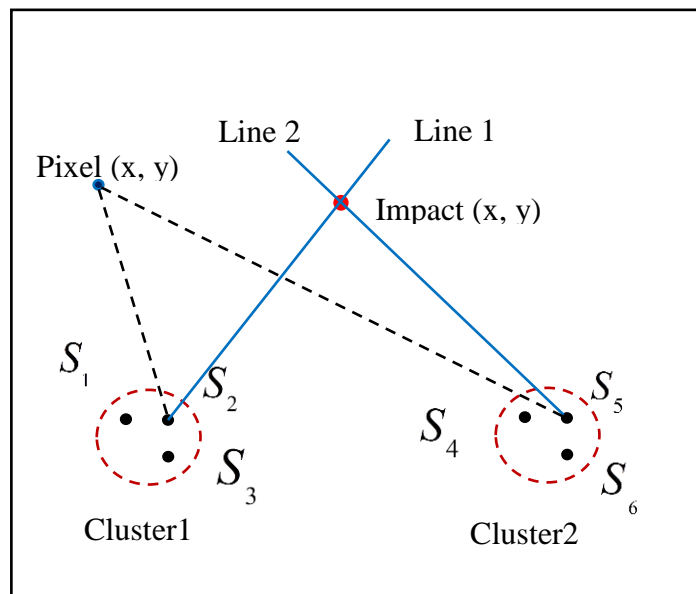 Line 2
Line 1
Pixel (x, y)
Impact (x, y)
S₁
S₂
S₃
S₄
S₅
S₆
Cluster1
Cluster2